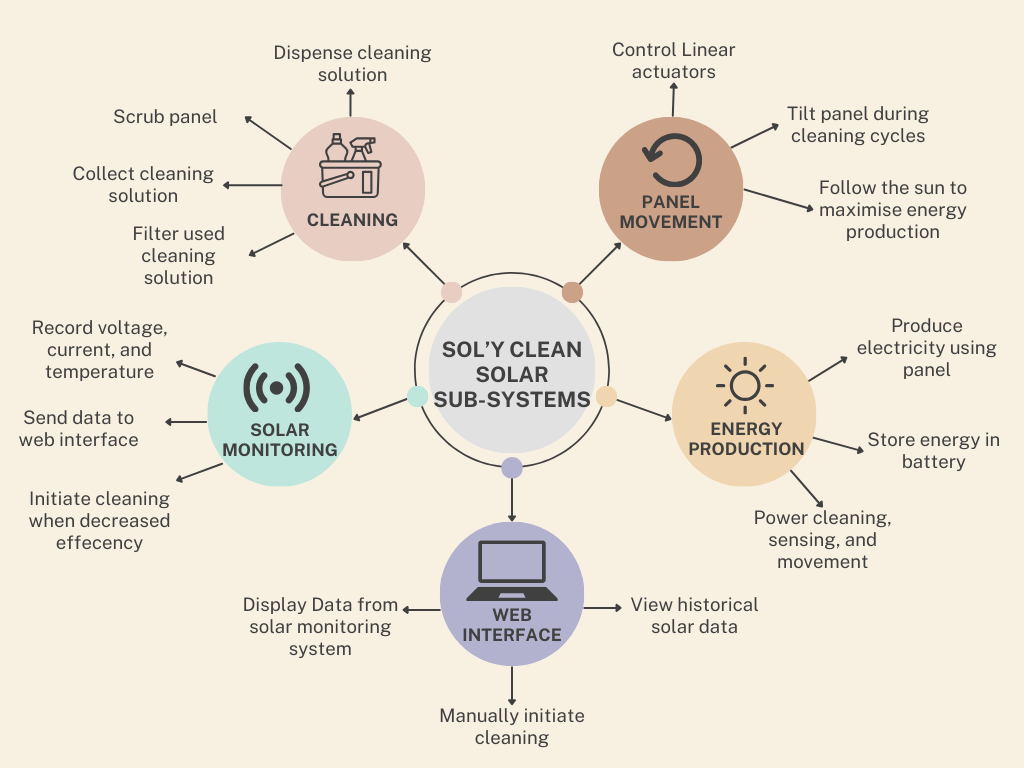 SOL’Y CLEAN
SOLAR
SUB-SYSTEMS
CLEANING
Dispense cleaning
solution
Scrub panel
Collect cleaning
solution
Filter used
cleaning
solution
PANEL
MOVEMENT
Control Linear
actuators
Tilt panel during
cleaning cycles
Follow the sun to
maximise energy
production
SOLAR
MONITORING
Record voltage,
current, and
temperature
Send data to
web interface
Initiate cleaning
when decreased
effecency
ENERGY
PRODUCTION
Produce
electricity using
panel
Store energy in
battery
Power cleaning,
sensing, and
movement
WEB
INTERFACE
Display Data from
solar monitoring
system
View historical
solar data
Manually initiate
cleaning